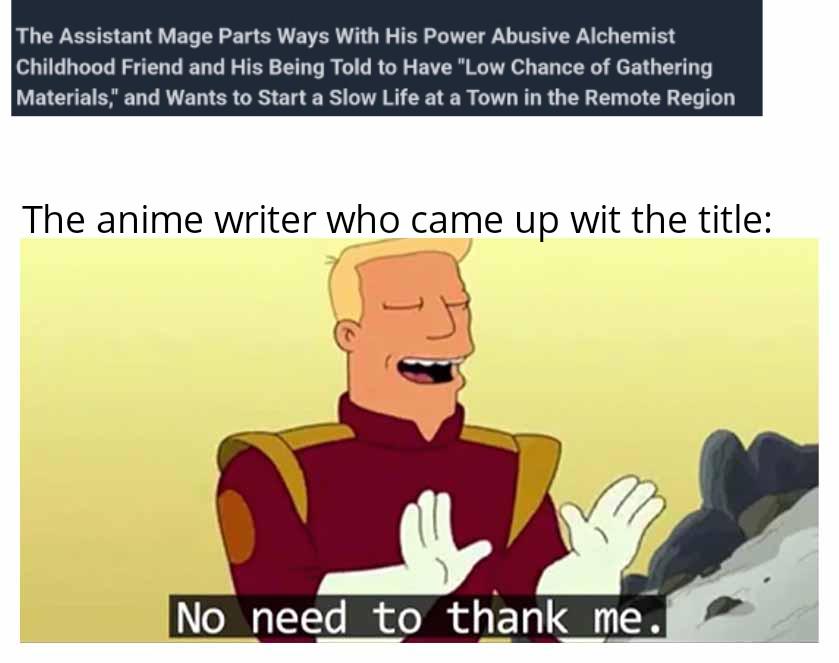 The Assistant Mage Parts Ways With His Power Abusive Alchemist
Childhood Friend and His Being Told to Have "Low Chance of Gathering
Materials," and Wants to Start a Slow Life at a Town in the Remote Region
The anime writer who came up wit the title:
No need to thank me.